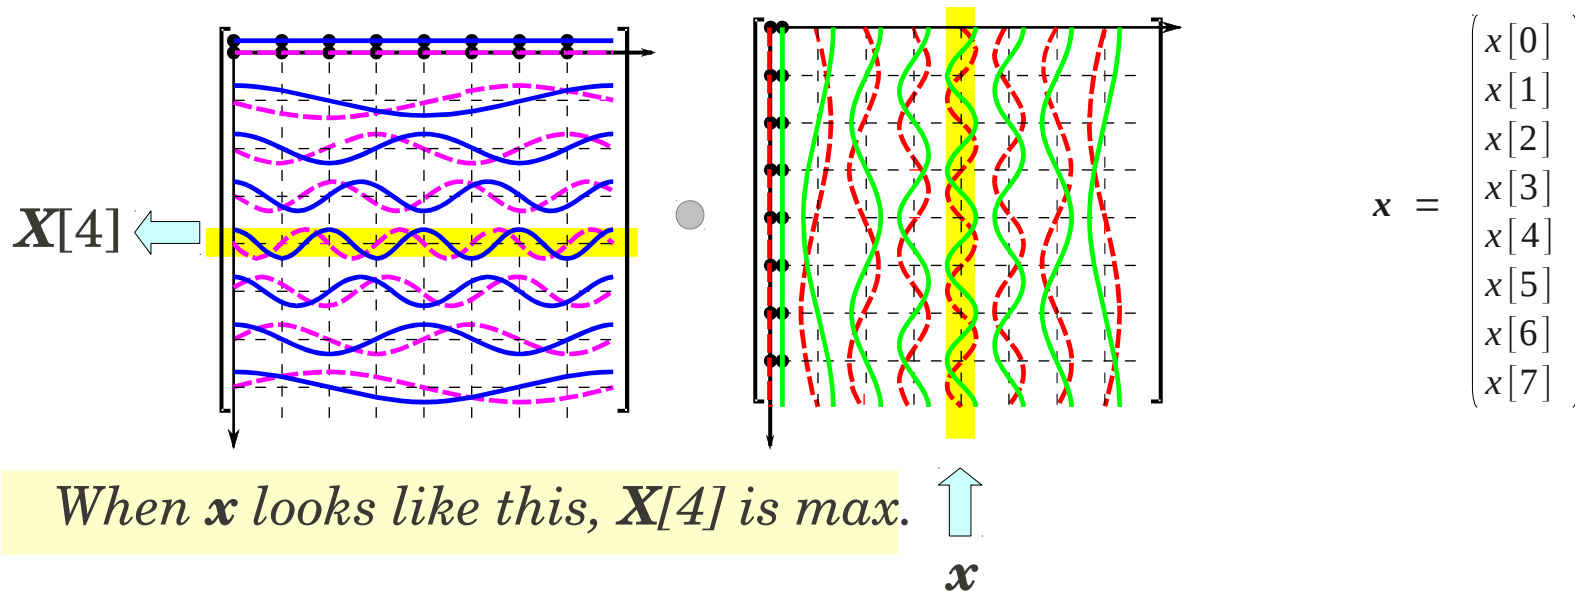 X[4]
x =
x[0]
x[1]
x[2]
x[3]
x[4]
x[5]
x[6]
x[7]
When x looks like this, X[4] is max.
x